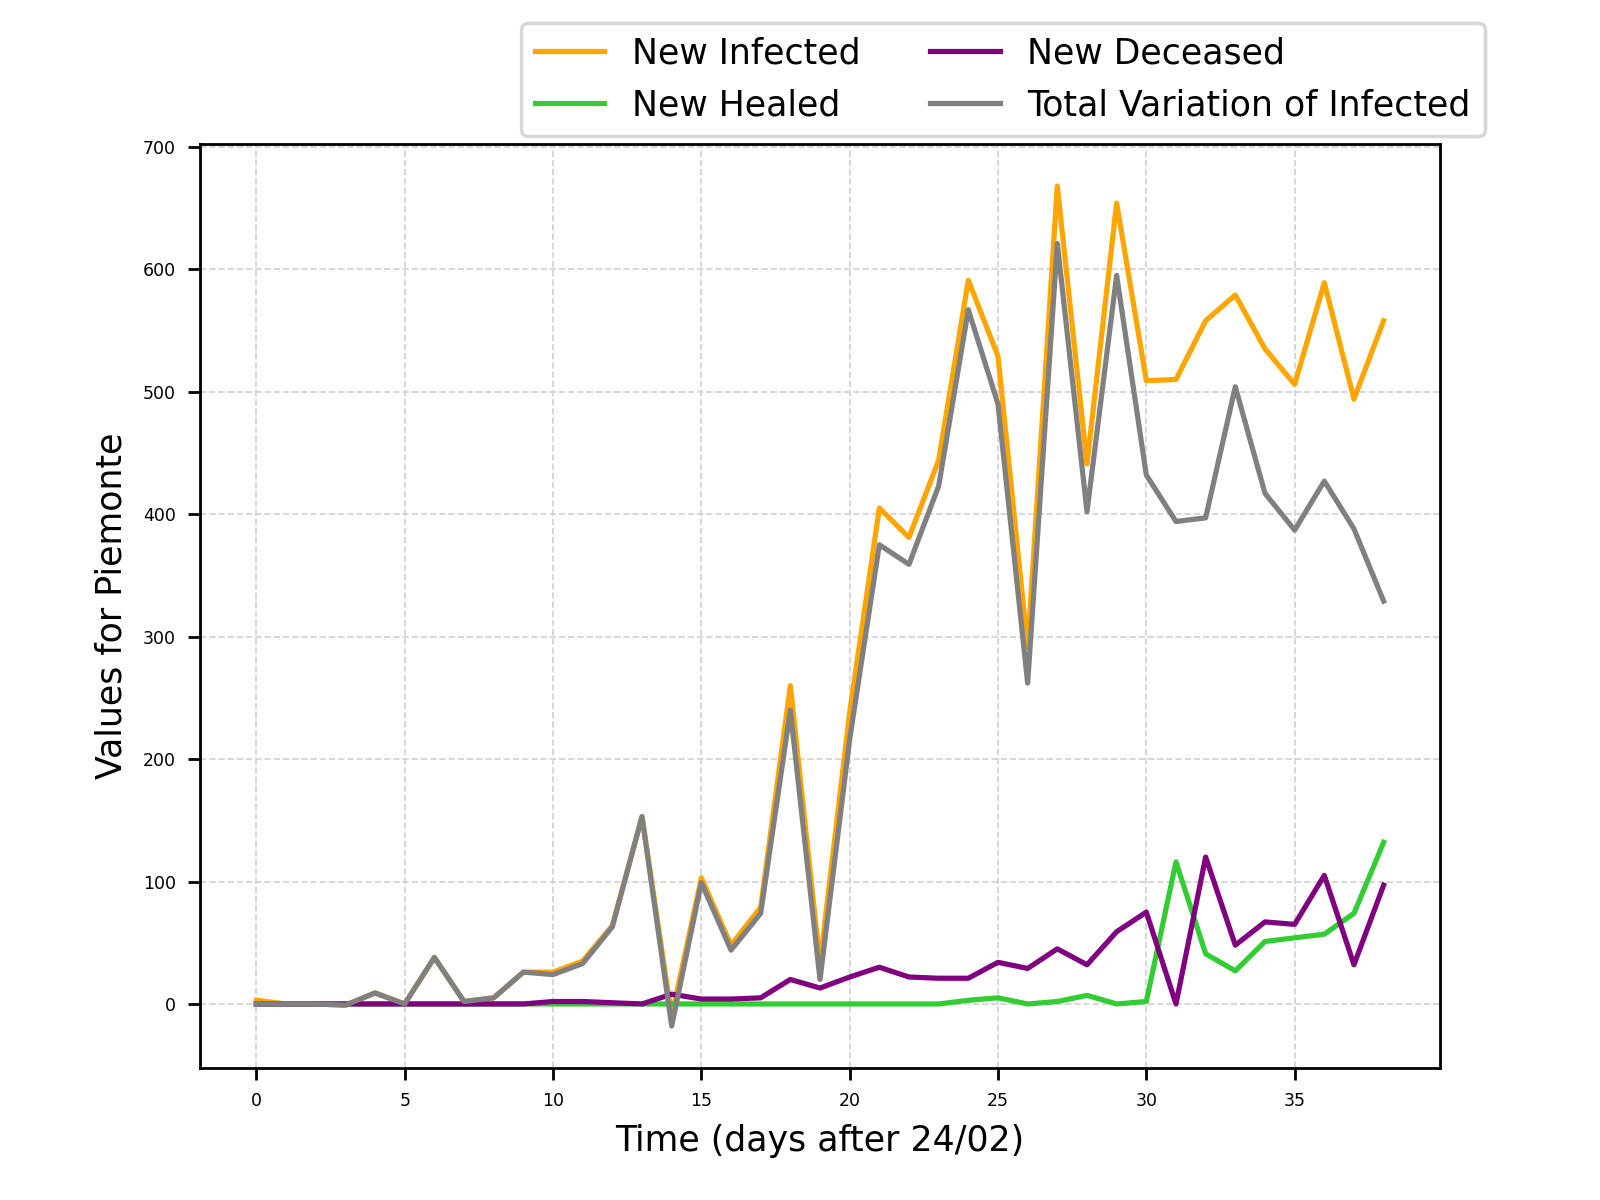 New Infected
New Healed
New Deceased
Total Variation of Infected
700
600
500
400
300
200
100
0
Values for Piemonte
0 5 10 15 20 25 30 35
Time (days after 24/02)